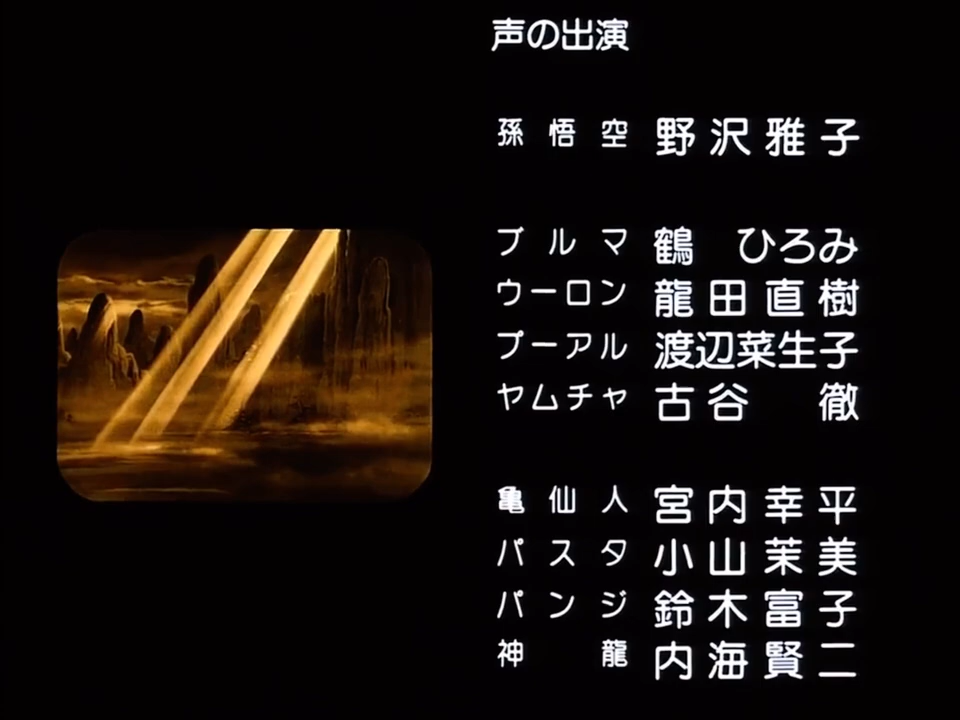 声の出演
孫悟空 野沢雅子
ブルマ 鶴 ひろみ
ウーロン 龍田直樹
プーアル 渡辺菜生子
ヤムチャ 古谷 徹
亀仙人 宮内幸平
パスタ 小山茉美
パンジ 鈴木富子
神龍 内海賢二